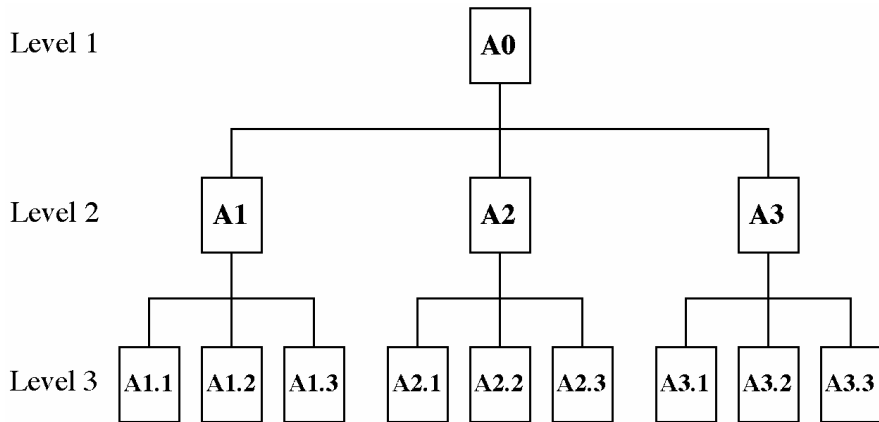 Level 1
A0
Level 2
A1
A2
A3
Level 3
A1.1
A1.2
A1.3
A2.1
A2.2
A2.3
A3.1
A3.2
A3.3